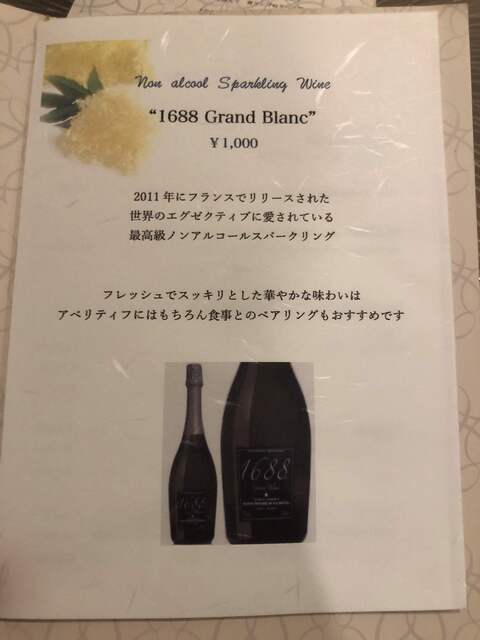 Non alcool Sparkling Wine
“1688 Grand Blanc”
￥1,000
2011年にフランスでリリースされた
世界のエグゼクティブに愛されている
最高級ノンアルコールスパークリング
フレッシュでスッキリとした華やかな味わいは
アペリティフにはもちろん食事とのペアリングもおすすめです
1688
1688
Grand Blanc